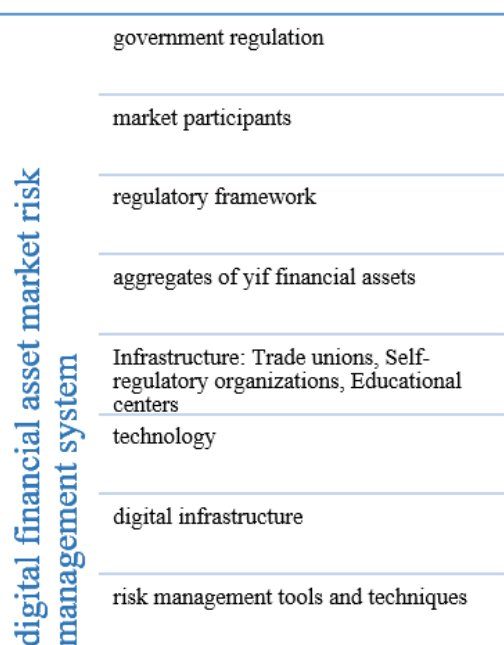 digital financial asset market risk
management system
government regulation
market participants
regulatory framework
aggregates of yif financial assets
Infrastructure: Trade unions, Self-
regulatory organizations, Educational
centers
technology
digital infrastructure
risk management tools and techniques